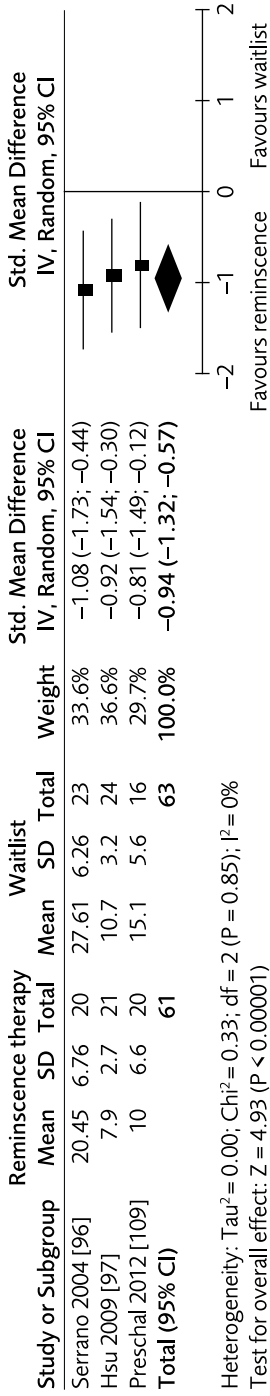 Reminscence therapy Waitlist Std. Mean Difference Std. Mean Difference
Study or Subgroup Mean SD Total Mean SD Total Weight IV, Random, 95% CI IV, Random, 95% CI
Serrano 2004 [96] 20.45 6.76 20 27.61 6.26 23 33.6% −1.08 (−1.73; −0.44)
Hsu 2009 [97] 7.9 2.7 21 10.7 3.2 24 36.6% −0.92 (−1.54; −0.30)
Preschal 2012 [109] 10 6.6 20 15.1 5.6 16 29.7% −0.81 (−1.49; −0.12)
Total (95% CI) 61 63 100.0% −0.94 (−1.32; −0.57)
Heterogeneity: Tau² = 0.00; Chi² = 0.33; df = 2 (P = 0.85); I² = 0%
Test for overall effect: Z = 4.93 (P < 0.00001)
−2 −1 0 1 2
Favours reminscence Favours waitlist